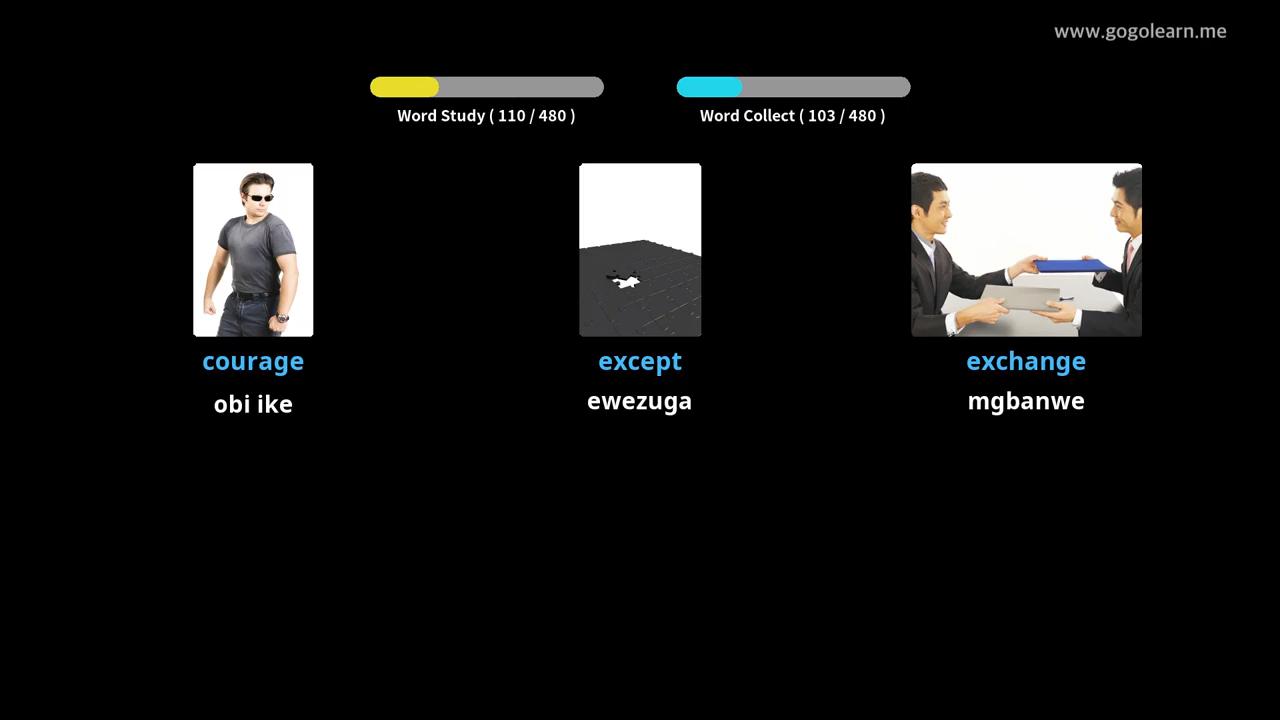 www.gogolearn.me
Word Study ( 110 / 480 )
Word Collect ( 103 / 480 )
courage
except
exchange
obi ike
ewezuga
mgbanwe